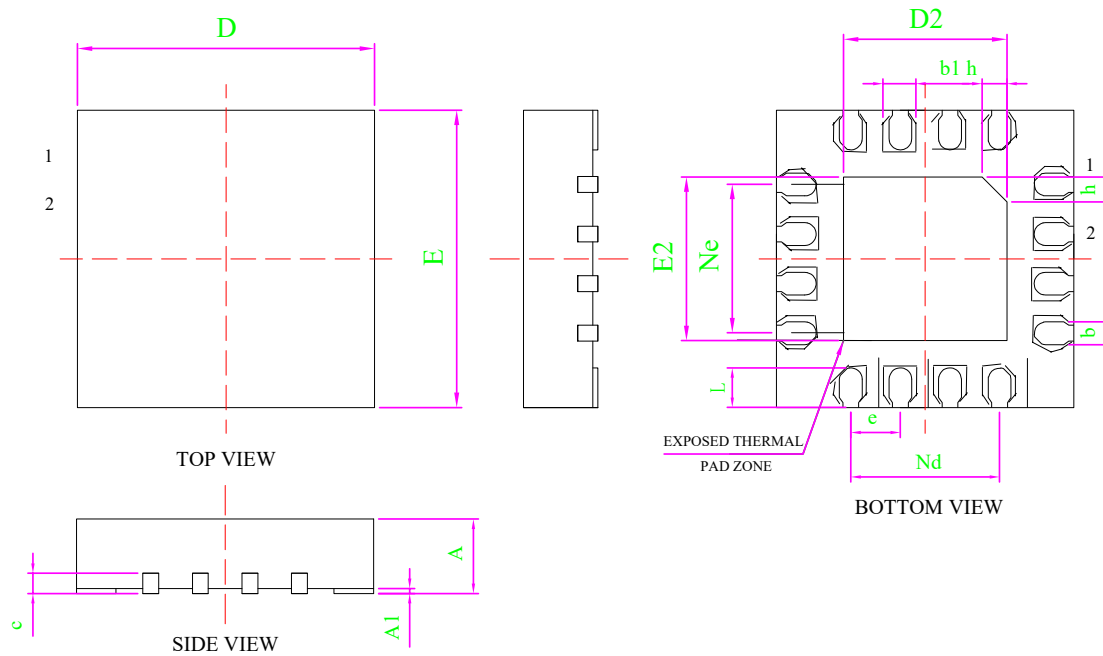 D
1
2
E
TOP VIEW
D2
b1 h
1
h
2
E2
Ne
b
L
e
EXPOSED THERMAL
PAD ZONE
Nd
BOTTOM VIEW
A
c
A1
SIDE VIEW